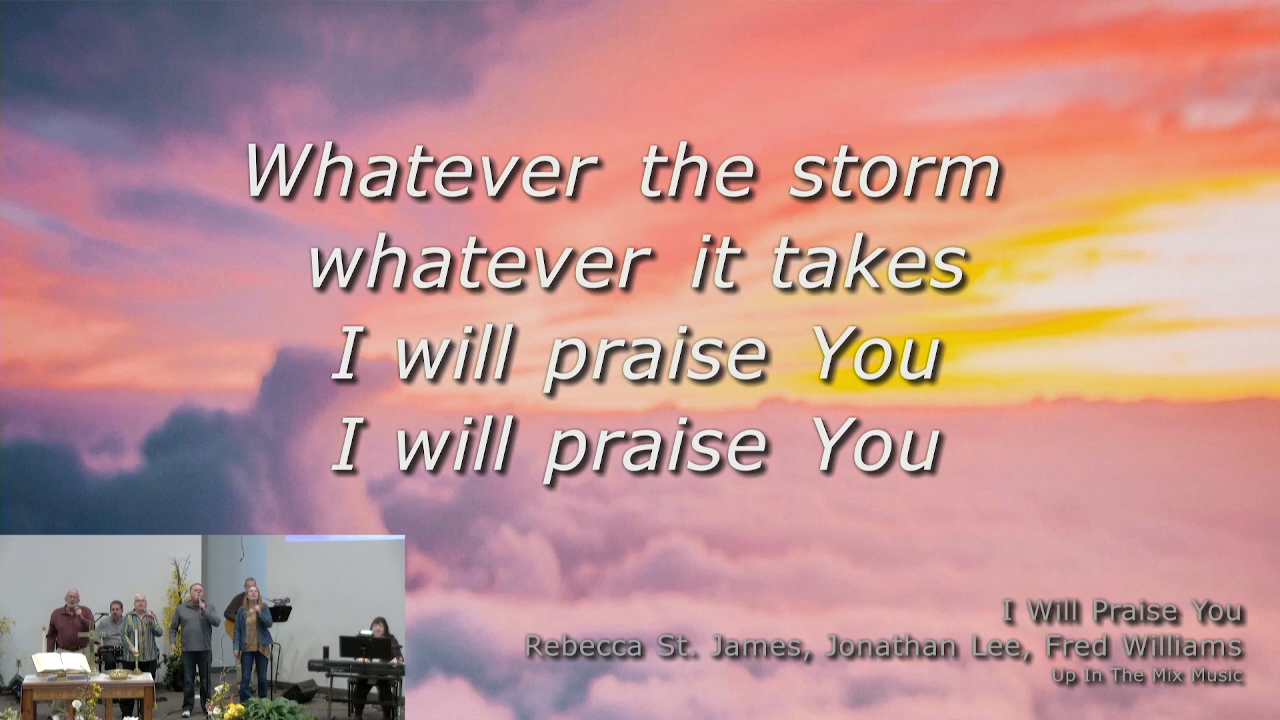 Whatever the storm
whatever it takes
I will praise You
I will praise You
I Will Praise You
Rebecca St. James, Jonathan Lee, Fred Williams
Up In The Mix Music